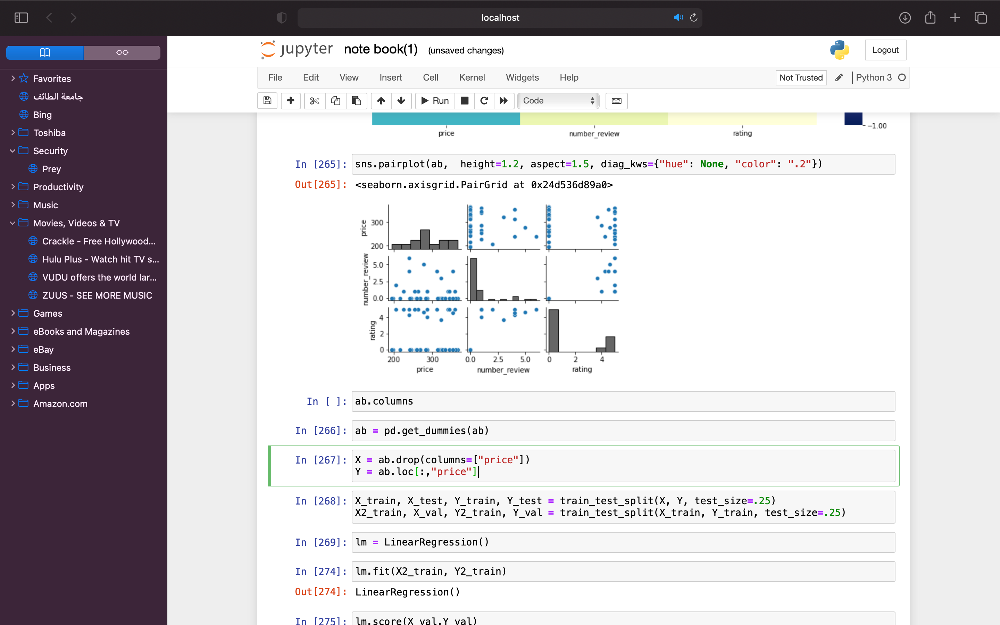 localhost
jupyter note book(1) (unsaved changes)
Logout
File Edit View Insert Cell Kernel Widgets Help
Not Trusted
Python 3
Run
Code
Favorites
جامعة الطائف
Bing
Toshiba
Security
Prey
Productivity
Music
Movies, Videos & TV
Crackle - Free Hollywood...
Hulu Plus - Watch hit TV s...
VUDU offers the world lar...
ZUUS - SEE MORE MUSIC
Games
eBooks and Magazines
eBay
Business
Apps
Amazon.com
-1.00
price number_review rating
In [265]: sns.pairplot(ab,  height=1.2, aspect=1.5, diag_kws={"hue": None, "color": ".2"})
Out[265]: <seaborn.axisgrid.PairGrid at 0x24d536d89a0>
price
300
200
number_review
5.0
2.5
0.0
rating
4
2
0
200 300 0.0 2.5 5.0 0 2 4
price number_review rating
In [ ]: ab.columns
In [266]: ab = pd.get_dummies(ab)
In [267]: X = ab.drop(columns=["price"])
Y = ab.loc[:,"price"]
In [268]: X_train, X_test, Y_train, Y_test = train_test_split(X, Y, test_size=.25)
X2_train, X_val, Y2_train, Y_val = train_test_split(X_train, Y_train, test_size=.25)
In [269]: lm = LinearRegression()
In [274]: lm.fit(X2_train, Y2_train)
Out[274]: LinearRegression()
In [275]: lm.score(X_val,Y_val)